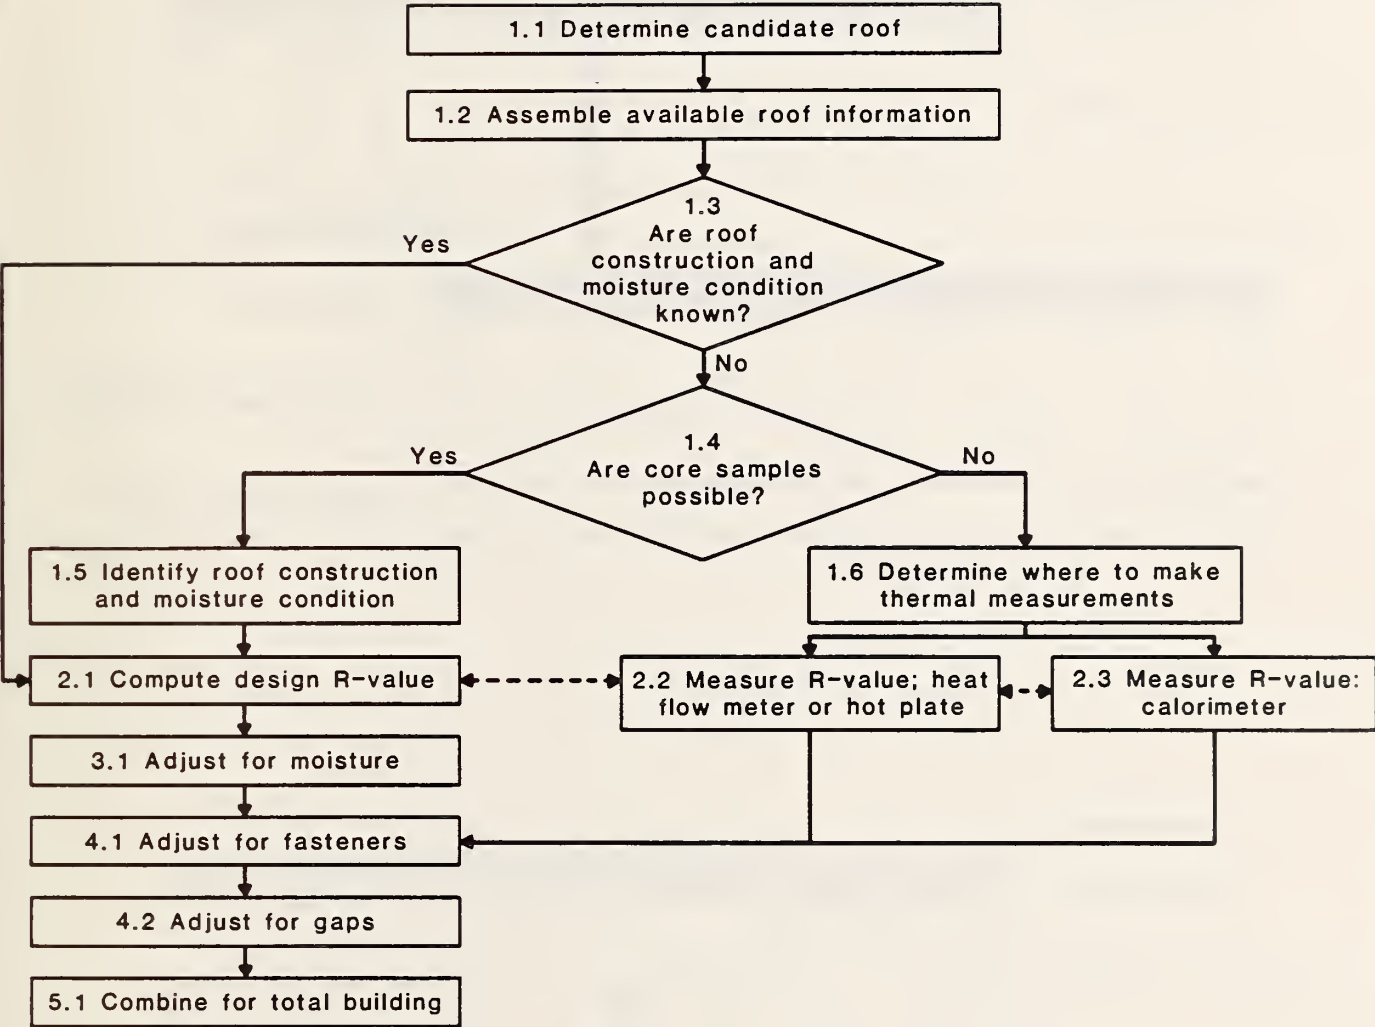 1.1 Determine candidate roof
1.2 Assemble available roof information
1.3
Are roof
construction and
moisture condition
known?
Yes
No
1.4
Are core samples
possible?
Yes
No
1.5 Identify roof construction
and moisture condition
1.6 Determine where to make
thermal measurements
2.1 Compute design R-value
2.2 Measure R-value; heat
flow meter or hot plate
2.3 Measure R-value:
calorimeter
3.1 Adjust for moisture
4.1 Adjust for fasteners
4.2 Adjust for gaps
5.1 Combine for total building